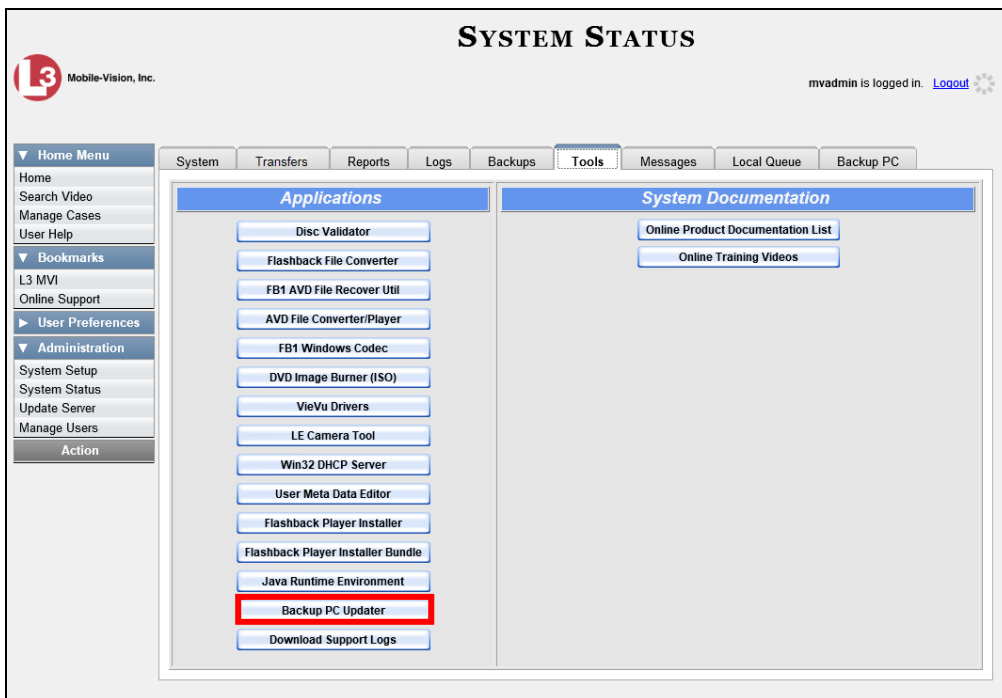 SYSTEM STATUS
L3 Mobile-Vision, Inc.
mvadmin is logged in. Logout
▼ Home Menu
Home
Search Video
Manage Cases
User Help
▼ Bookmarks
L3 MVI
Online Support
► User Preferences
▼ Administration
System Setup
System Status
Update Server
Manage Users
Action
System Transfers Reports Logs Backups Tools Messages Local Queue Backup PC
Applications
Disc Validator
Flashback File Converter
FB1 AVD File Recover Util
AVD File Converter/Player
FB1 Windows Codec
DVD Image Burner (ISO)
VieVu Drivers
LE Camera Tool
Win32 DHCP Server
User Meta Data Editor
Flashback Player Installer
Flashback Player Installer Bundle
Java Runtime Environment
Backup PC Updater
Download Support Logs
System Documentation
Online Product Documentation List
Online Training Videos